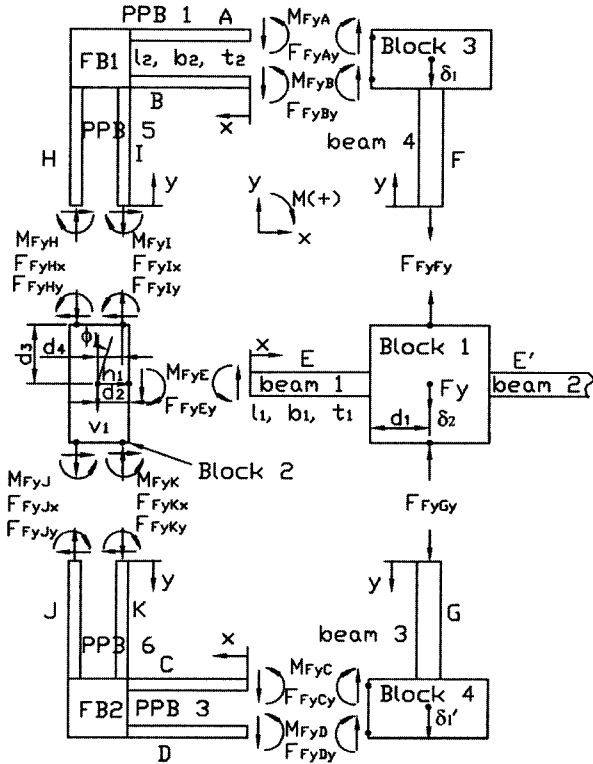 PPB 1 A
MFyA
FFyAy
Block 3
FB1
l2, b2, t2
MFyB
FFyBy
δ1
B
x
PPB 5
beam 4
H
I
F
y
y
M(+)
y
x
MFyH
FFyHx
FFyHy
MFyI
FFyIx
FFyIy
FFyFy
d3
d4
ϕ
h1
d2
v1
MFyE
FFyEy
x
E
beam 1
l1, b1, t1
Block 1
Fy
d1
δ2
E'
beam 2
Block 2
MFyJ
FFyJx
FFyJy
MFyK
FFyKx
FFyKy
FFyGy
y
y
J
K
G
PPB 6
C
x
beam 3
MFyC
FFyCy
Block 4
FB2
PPB 3
MFyD
FFyDy
δ1'
D